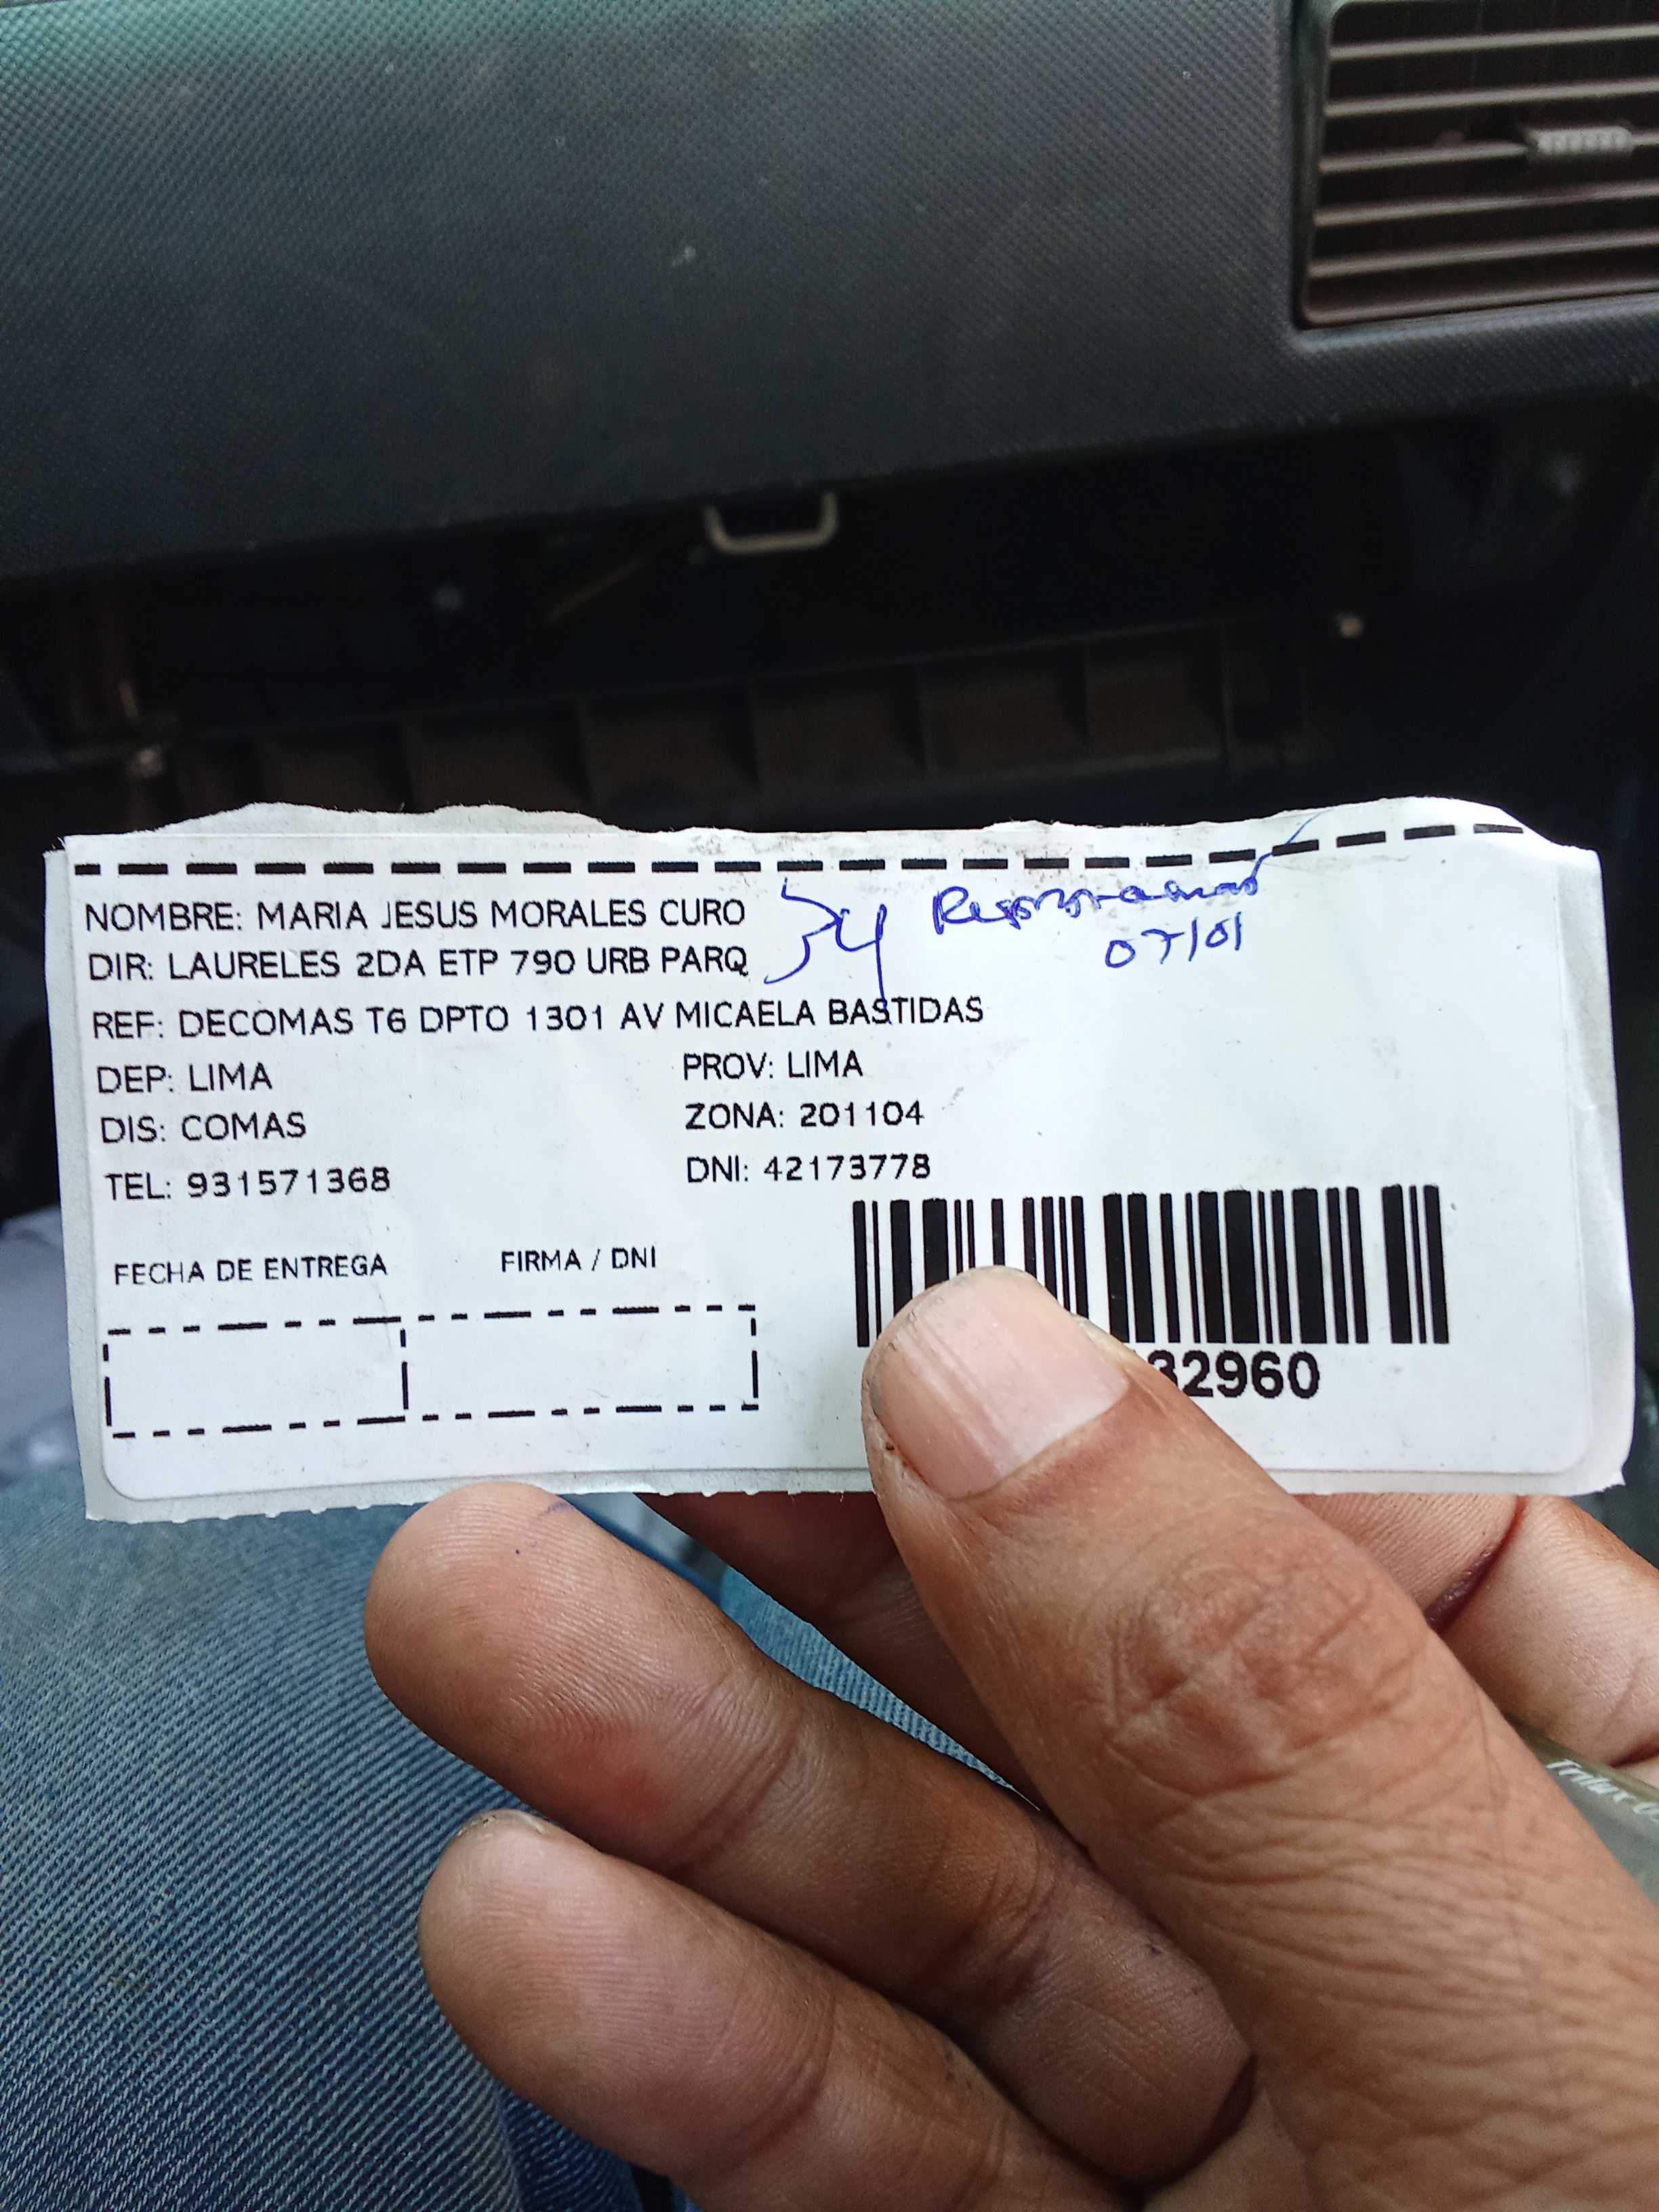 NOMBRE: MARIA JESUS MORALES CURO
DIR: LAURELES 2DA ETP 790 URB PARQ
REF: DECOMAS T6 DPTO 1301 AV MICAELA BASTIDAS
DEP: LIMA PROV: LIMA
DIS: COMAS ZONA: 201104
TEL: 931571368 DNI: 42173778
07/01
FECHA DE ENTREGA FIRMA / DNI
32960